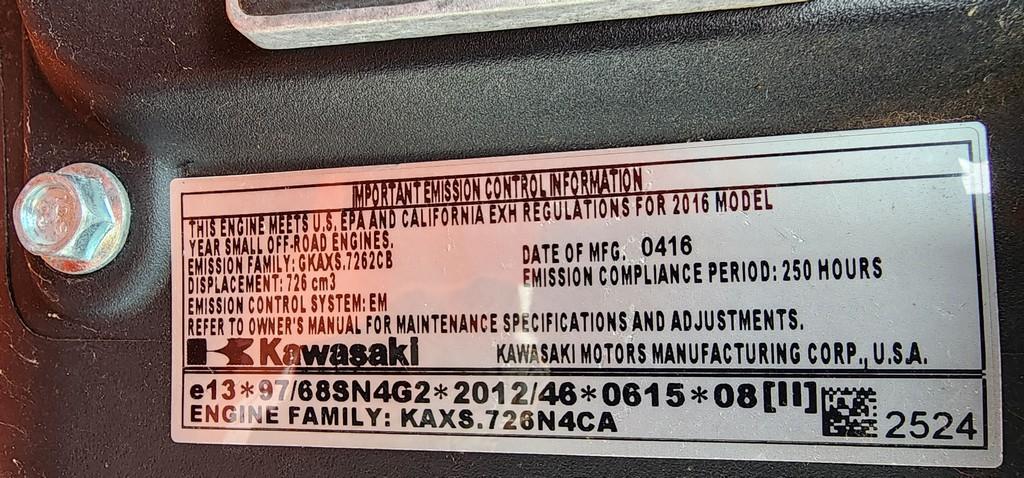 IMPORTANT EMISSION CONTROL INFORMATION
THIS ENGINE MEETS U.S. EPA AND CALIFORNIA EXH REGULATIONS FOR 2016 MODEL
YEAR SMALL OFF-ROAD ENGINES.
EMISSION FAMILY: GKAXS.7262CB
DATE OF MFG; 0416
DISPLACEMENT: 726 cm3
EMISSION COMPLIANCE PERIOD: 250 HOURS
EMISSION CONTROL SYSTEM: EM
REFER TO OWNER'S MANUAL FOR MAINTENANCE SPECIFICATIONS AND ADJUSTMENTS.
Kawasaki KAWASAKI MOTORS MANUFACTURING CORP., U.S.A.
e13*97/68SN4G2*2012/46*0615*08[II]
ENGINE FAMILY: KAXS.726N4CA
2524